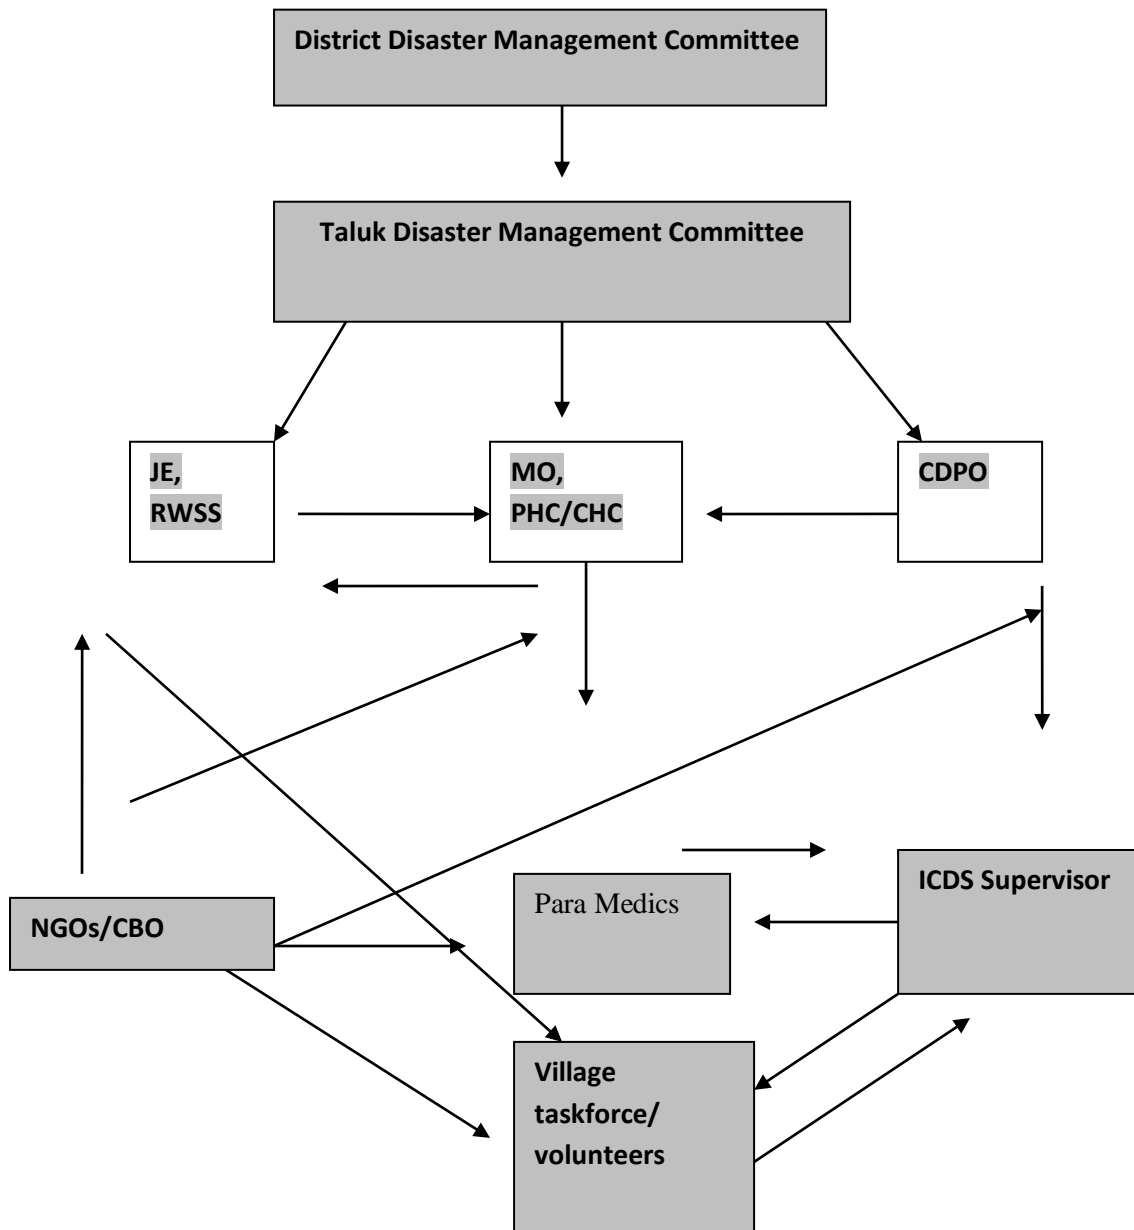 District Disaster Management Committee
Taluk Disaster Management Committee
JE,
RWSS
MO,
PHC/CHC
CDPO
NGOs/CBO
Para Medics
ICDS Supervisor
Village
taskforce/
volunteers